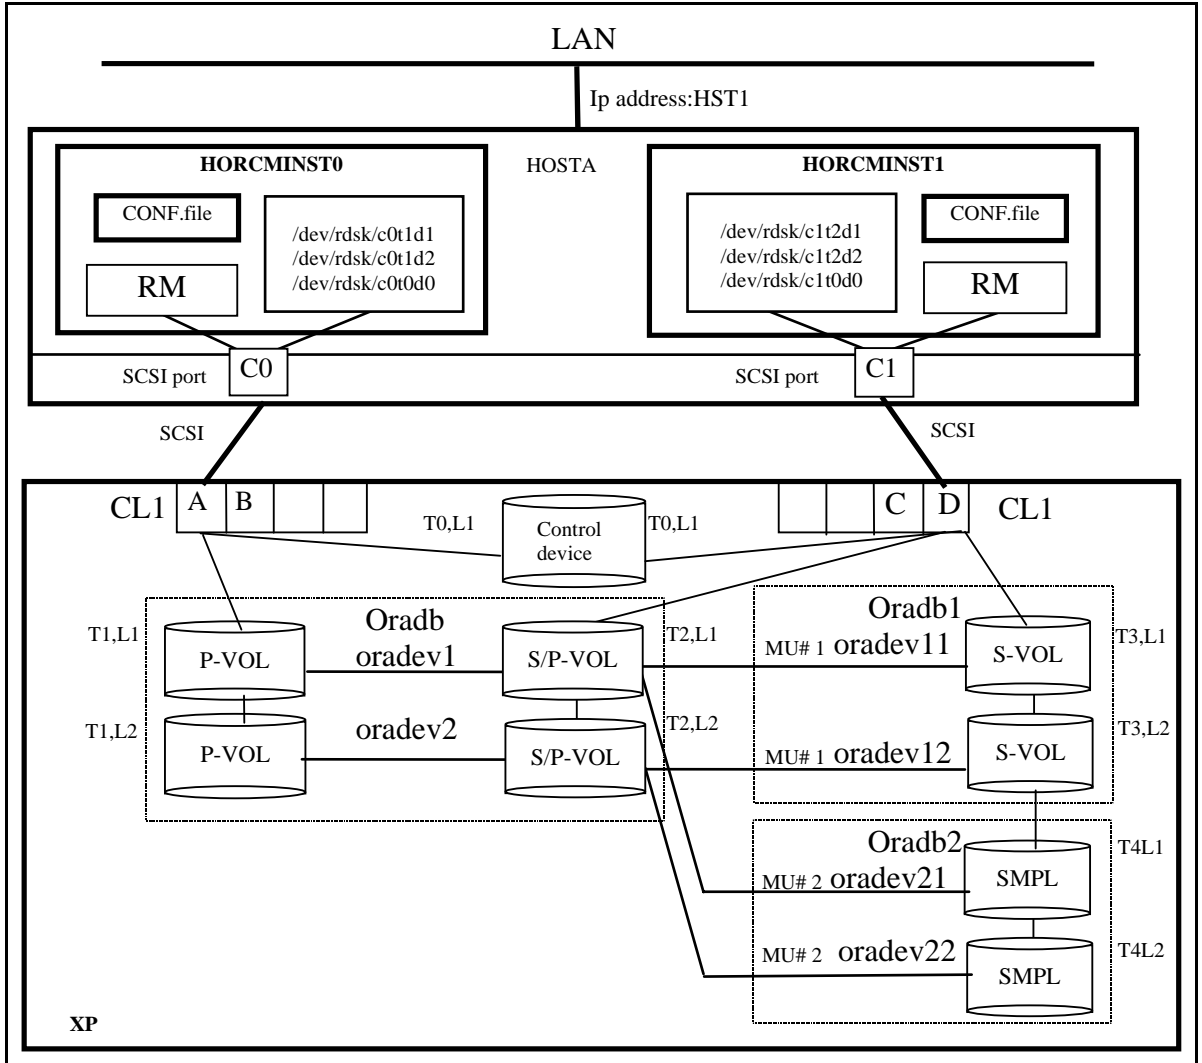 LAN
Ip address:HST1
HORCMINST0
HOSTA
HORCMINST1
CONF.file
/dev/rdsk/c0t1d1
/dev/rdsk/c0t1d2
/dev/rdsk/c0t0d0
RM
/dev/rdsk/c1t2d1
/dev/rdsk/c1t2d2
/dev/rdsk/c1t0d0
CONF.file
RM
SCSI port
C0
SCSI port
C1
SCSI
SCSI
CL1
A
B
C
D
CL1
T0,L1
Control
device
T0,L1
T1,L1
P-VOL
Oradb
oradev1
S/P-VOL
T2,L1
Oradb1
MU# 1 oradev11
S-VOL
T3,L1
T1,L2
P-VOL
oradev2
S/P-VOL
T2,L2
MU# 1 oradev12
S-VOL
T3,L2
Oradb2
MU# 2 oradev21
SMPL
T4L1
MU# 2 oradev22
SMPL
T4L2
XP